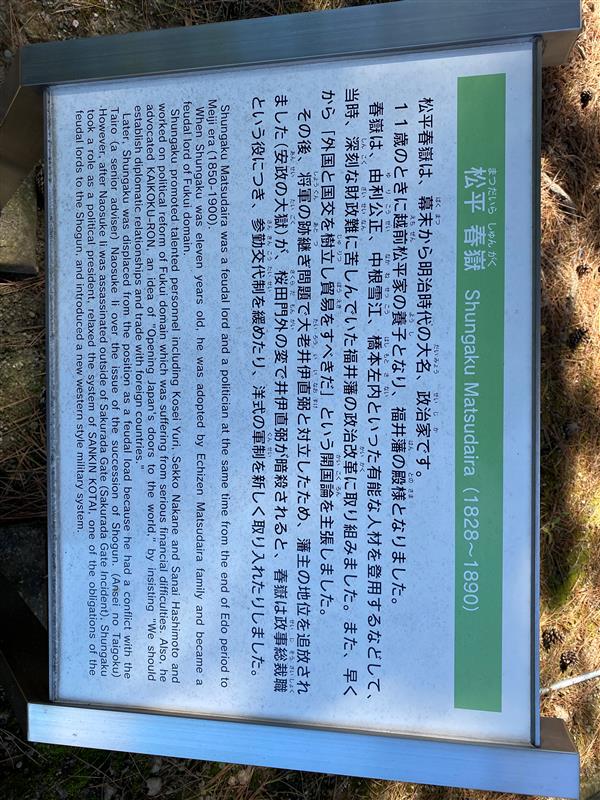 まつだいら しゅんがく
松平 春嶽 Shungaku Matsudaira (1828~1890)
松平春嶽は、幕末から明治時代の大名、政治家です。
11歳のときに越前松平家の養子となり、福井藩の殿様となりました。
春嶽は、由利公正、中根雪江、橋本左内といった有能な人材を登用するなどして、
当時、深刻な財政難に苦しんでいた福井藩の政治改革に取り組みました。また、早く
から「外国と国交を樹立し貿易をすべきだ」という開国論を主張しました。
その後、将軍の跡継ぎ問題で大老井伊直弼と対立したため、藩主の地位を追放され
ました(安政の大獄)が、桜田門外の変で井伊直弼が暗殺されると、春嶽は政事総裁職
という役につき、参勤交代制を緩めたり、洋式の軍制を新しく取り入れたりしました。
Shungaku Matsudaira was a feudal lord and a politician at the same time from the end of Edo period to
Meiji era (1850-1900).
When Shungaku was eleven years old, he was adopted by Echizen Matsudaira family and became a
feudal lord of Fukui domain.
Shungaku promoted talented personnel including Kosei Yuri, Sekko Nakane and Sanai Hashimoto and
worked on political reform of Fukui domain which was suffering from serious financial difficulties. Also, he
advocated KAIKOKU-RON, an idea of "Opening Japan's doors to the world," by insisting "We should
establish diplomatic relationships and trade with foreign countries."
Later, Shungaku was displaced from the position as a feudal load because he had a conflict with the
Tairo (a senior adviser) Naosuke Ii over the issue of the succession of Shogun. (Ansei no Taigoku)
However, after Naosuke Ii was assassinated outside of Sakurada Gate (Sakurada Gate Incident), Shungaku
took a role as a political president, relaxed the system of SANKIN KOTAI, one of the obligations of the
feudal lords to the Shogun, and introduced a new western style military system.